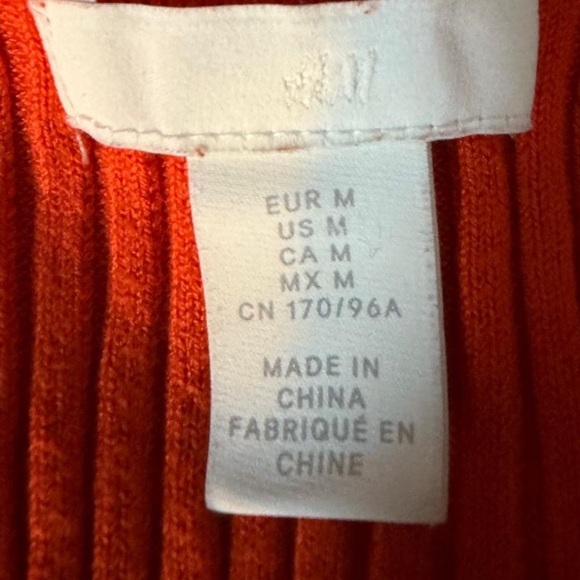 H&M
EUR M
US M
CA M
MX M
CN 170/96A
MADE IN
CHINA
FABRIQUÉ EN
CHINE